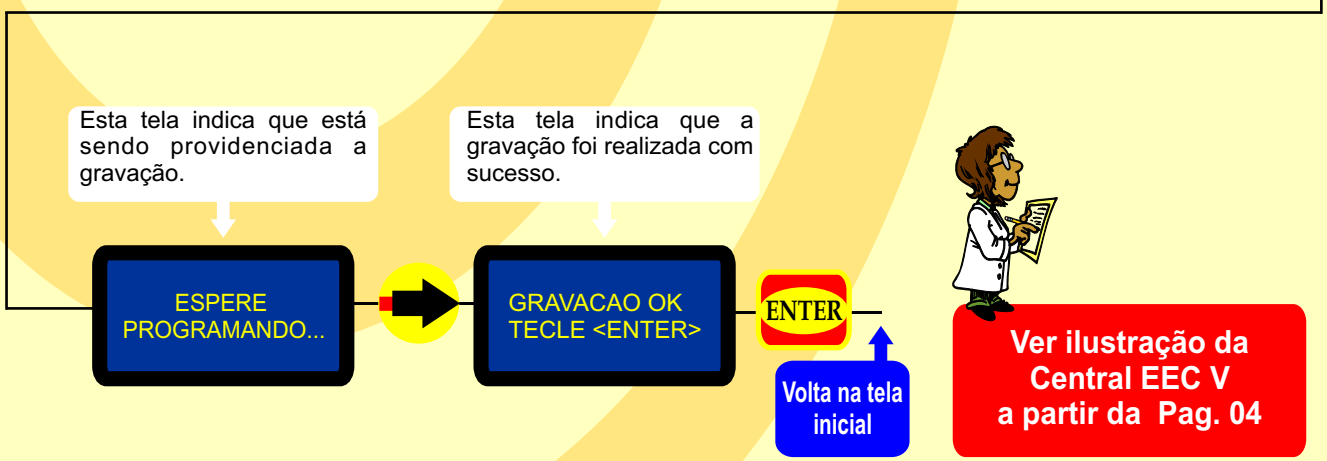 Esta tela indica que está
sendo providenciada a
gravação.
Esta tela indica que a
gravação foi realizada com
sucesso.
ESPERE
PROGRAMANDO...
GRAVACAO OK
TECLE <ENTER>
ENTER
Volta na tela
inicial
Ver ilustração da
Central EEC V
a partir da Pag. 04